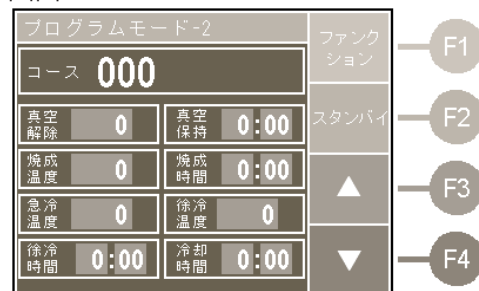 プログラムモード-2
コース 000
真空解除 0
真空保持 0:00
焼成温度 0
焼成時間 0:00
急冷温度 0
徐冷温度 0
徐冷時間 0:00
冷却時間 0:00
ファンク
ション
スタンバイ
▲
▼
F1
F2
F3
F4